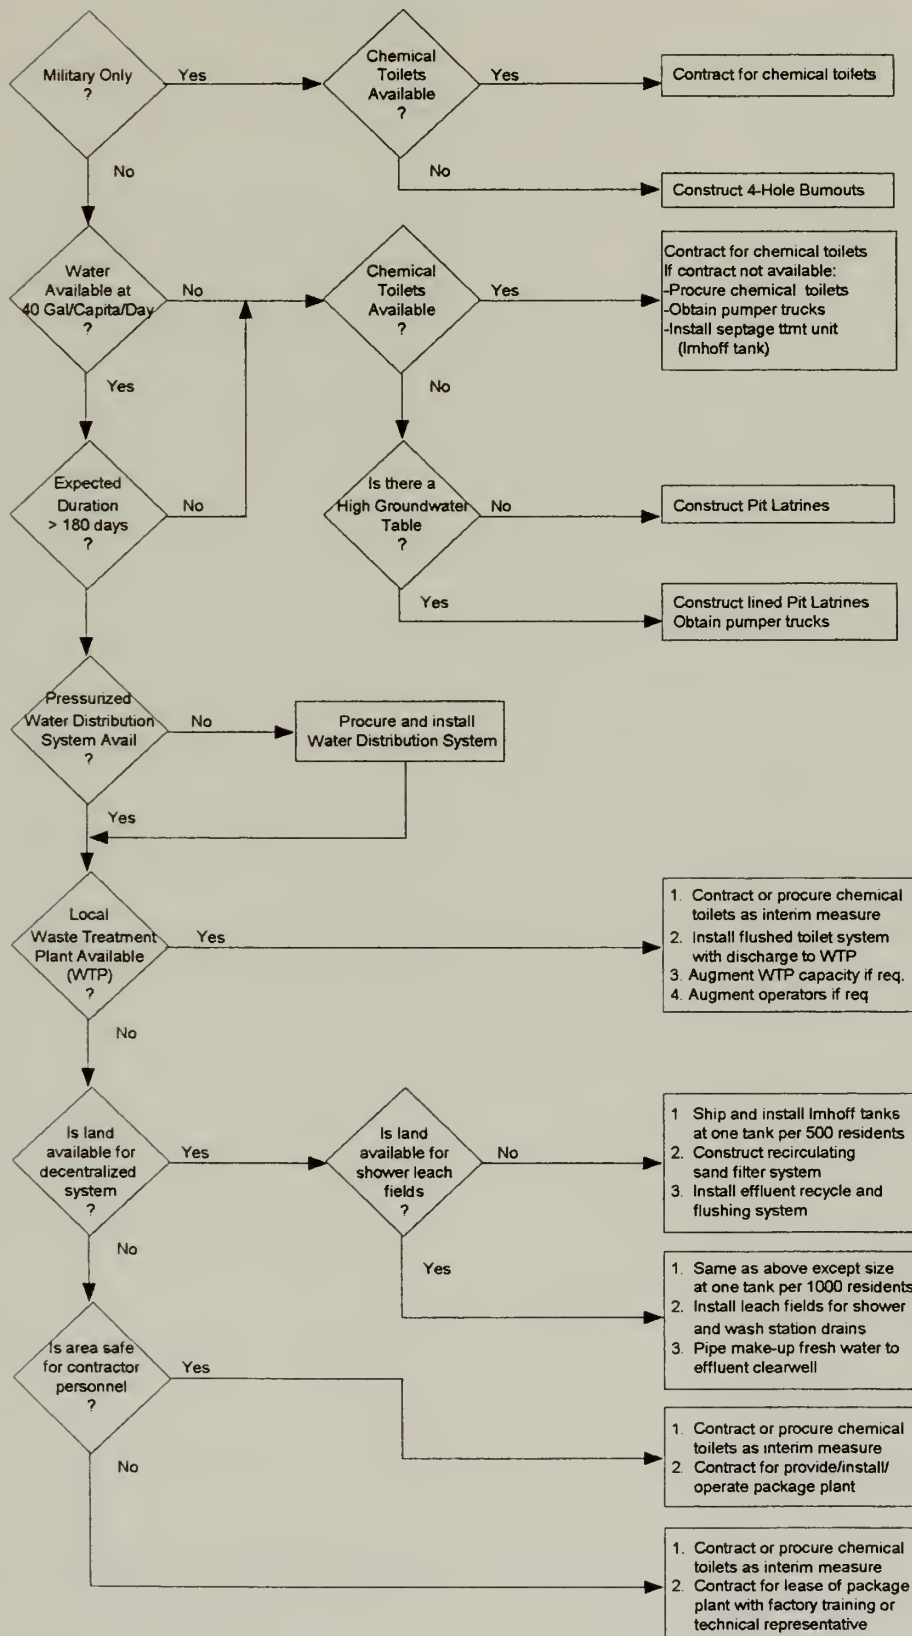 Military Only
?
Yes
Chemical
Toilets
Available
?
Yes
Contract for chemical toilets
No
No
Construct 4-Hole Burnouts
Water
Available at
40 Gal/Capita/Day
?
No
Chemical
Toilets
Available
?
Yes
Contract for chemical toilets
If contract not available:
-Procure chemical toilets
-Obtain pumper trucks
-Install septage ttmt unit
(Imhoff tank)
Yes
No
Expected
Duration
> 180 days
?
No
Is there a
High Groundwater
Table
?
No
Construct Pit Latrines
Yes
Construct lined Pit Latrines
Obtain pumper trucks
Pressurized
Water Distribution
System Avail
?
No
Procure and install
Water Distribution System
Yes
Local
Waste Treatment
Plant Available
(WTP)
?
Yes
1. Contract or procure chemical
toilets as interim measure
2. Install flushed toilet system
with discharge to WTP
3. Augment WTP capacity if req.
4. Augment operators if req
No
Is land
available for
decentralized
system
?
Yes
Is land
available for
shower leach
fields
?
No
1 Ship and install Imhoff tanks
at one tank per 500 residents
2. Construct recirculating
sand filter system
3. Install effluent recycle and
flushing system
No
Yes
1. Same as above except size
at one tank per 1000 residents
2. Install leach fields for shower
and wash station drains
3. Pipe make-up fresh water to
effluent clearwell
Is area safe
for contractor
personnel
?
Yes
1. Contract or procure chemical
toilets as interim measure
2. Contract for provide/install/
operate package plant
No
1. Contract or procure chemical
toilets as interim measure
2. Contract for lease of package
plant with factory training or
technical representative